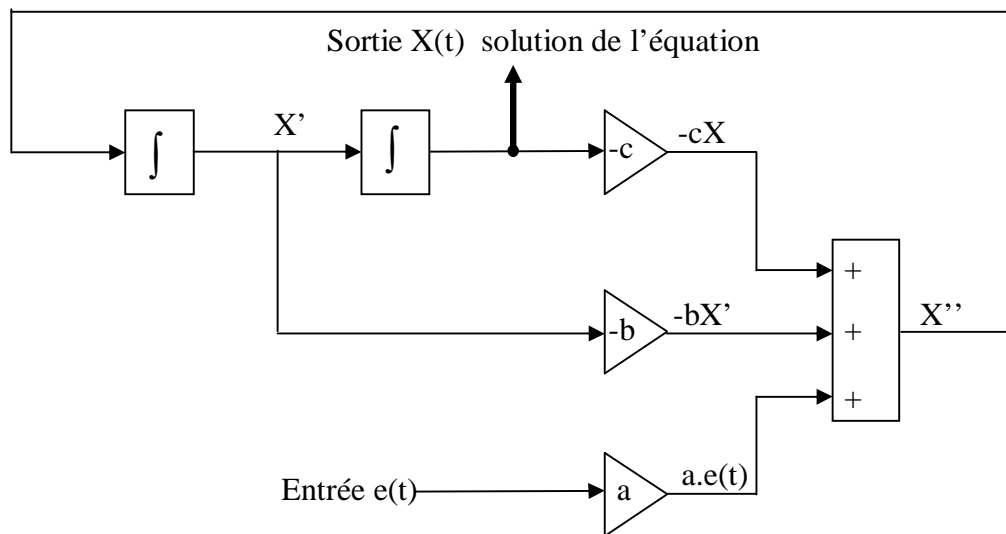 Sortie X(t) solution de l’équation
∫
X’
∫
-c
-cX
+
-b
-bX’
+
X’’
+
Entrée e(t)
a
a.e(t)